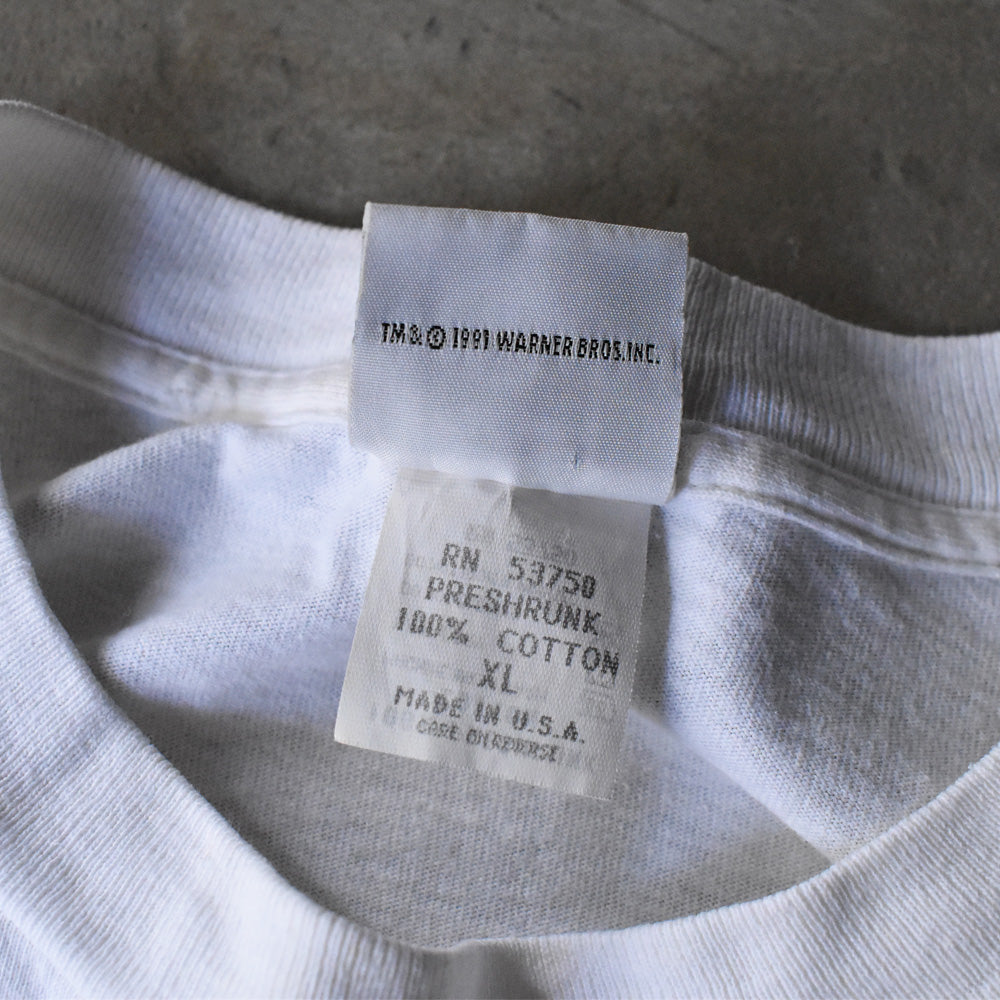 TM & © 1991 WARNER BROS. INC.
RN 53750
PRESHRUNK
100% COTTON
XL
MADE IN U.S.A.
CARE ON REVERSE